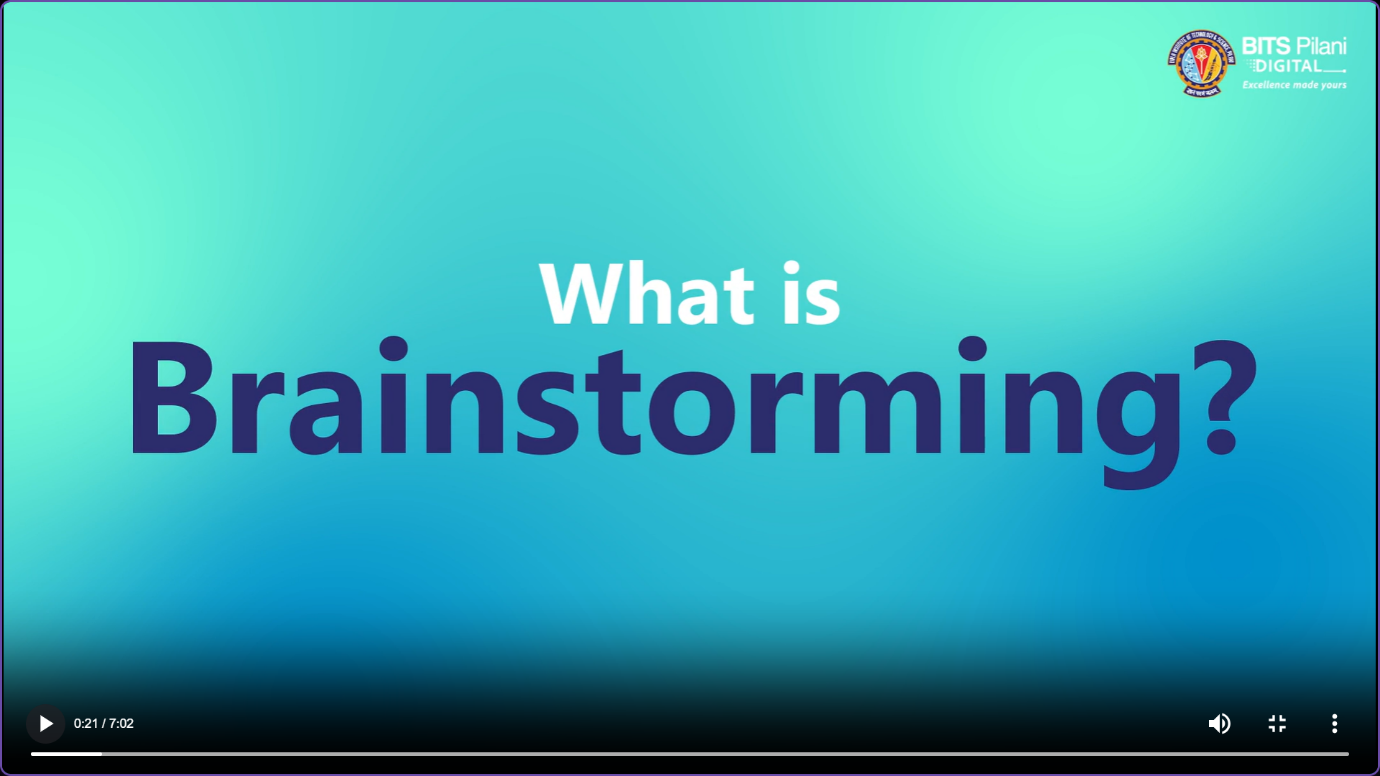 BITS Pilani
DIGITAL
Excellence made yours
What is
Brainstorming?
0:21 / 7:02